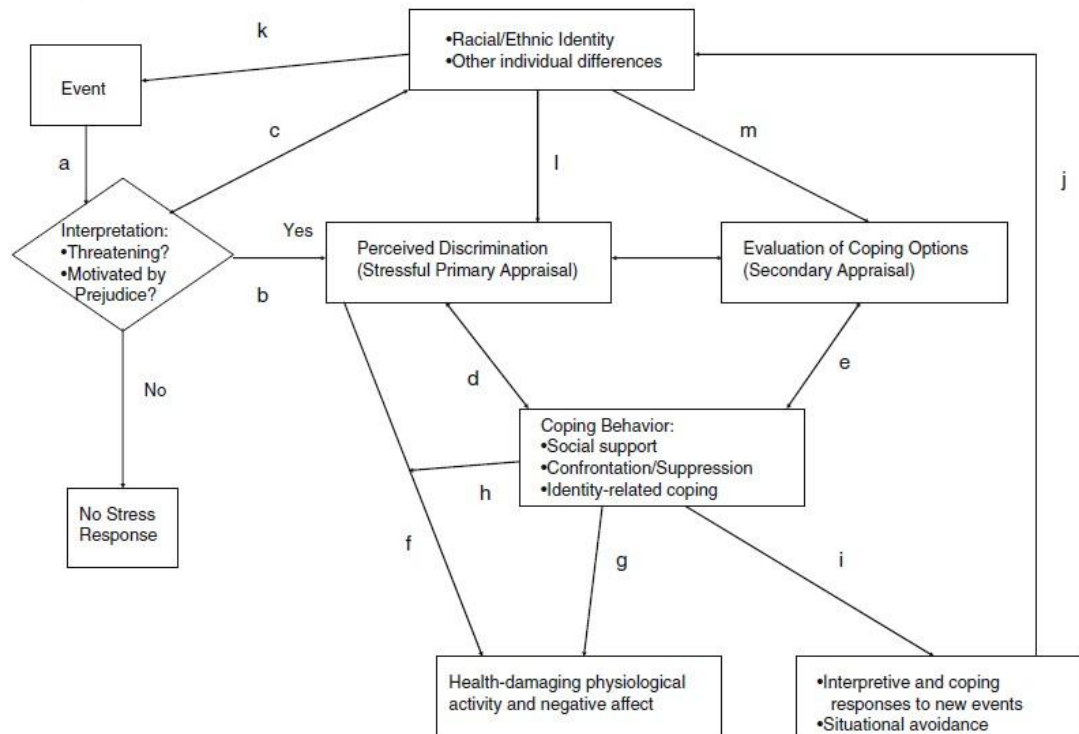 k
•Racial/Ethnic Identity
•Other individual differences
Event
c
m
a
l
j
Interpretation:
•Threatening?
•Motivated by
Prejudice?
Yes
b
Perceived Discrimination
(Stressful Primary Appraisal)
Evaluation of Coping Options
(Secondary Appraisal)
No
d
e
Coping Behavior:
•Social support
•Confrontation/Suppression
•Identity-related coping
No Stress
Response
h
f
g
i
Health-damaging physiological
activity and negative affect
•Interpretive and coping
responses to new events
•Situational avoidance